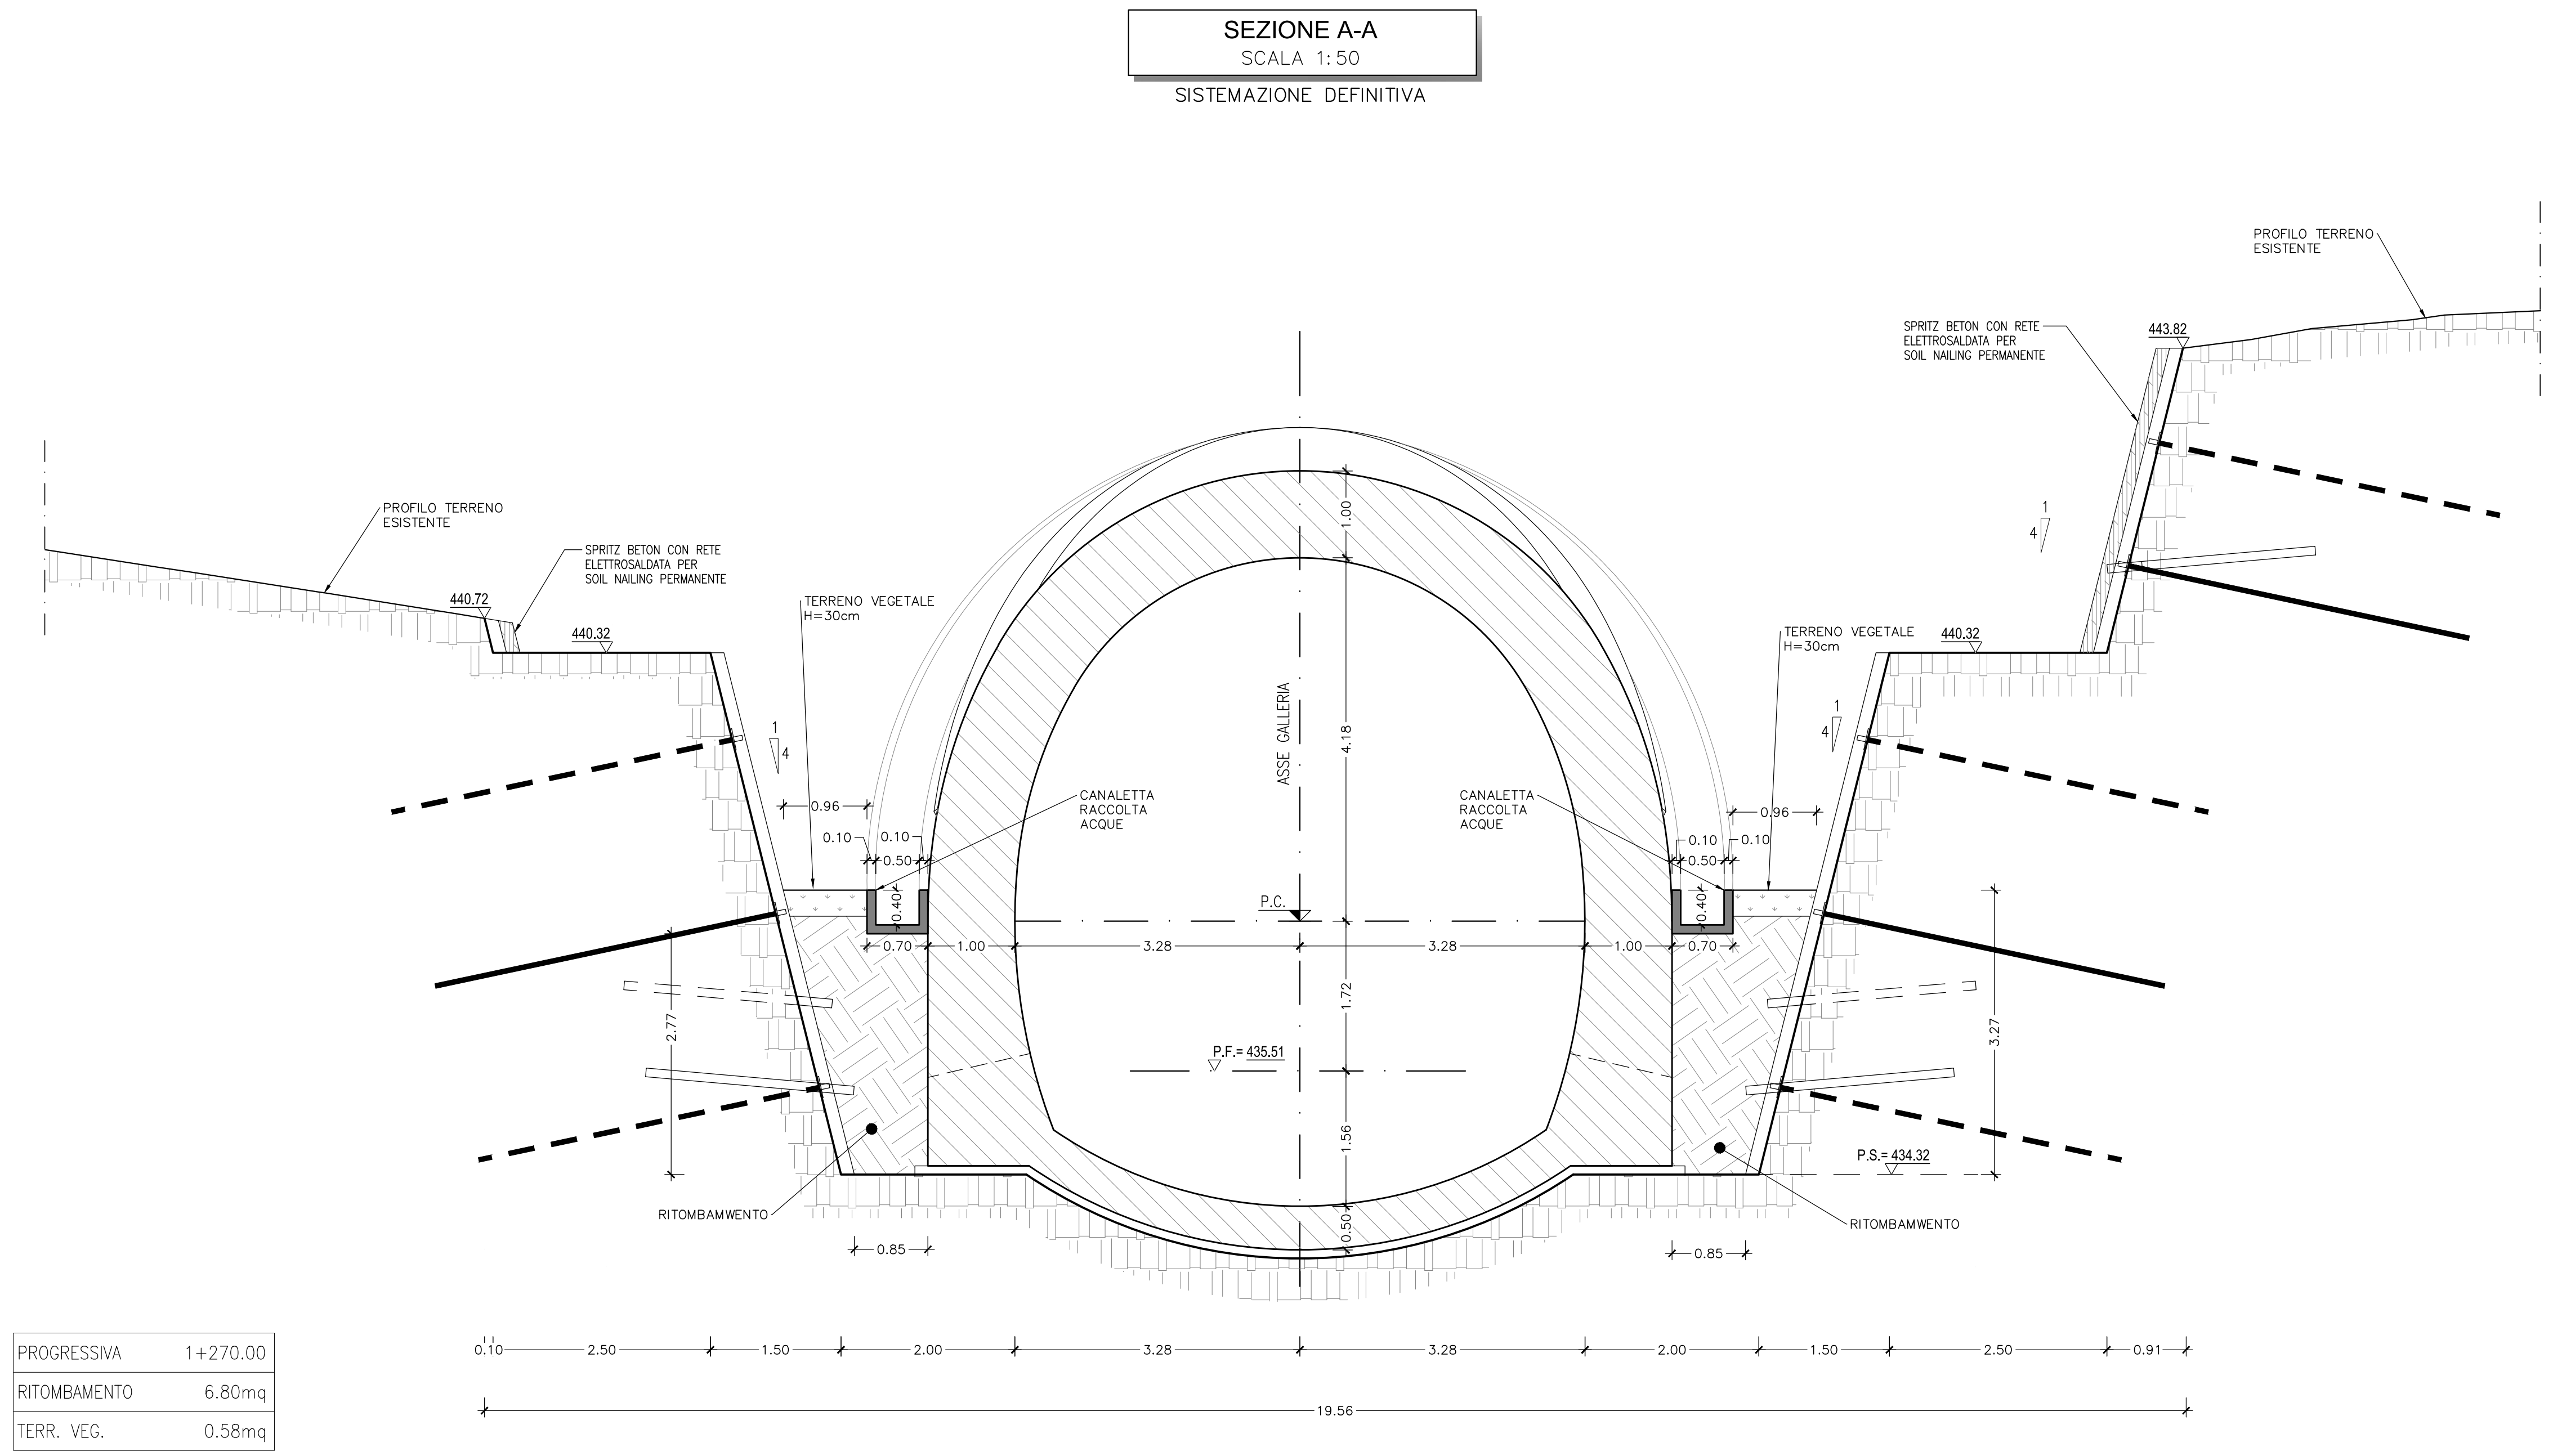 SEZIONE A-A
SCALA 1:50
SISTEMAZIONE DEFINITIVA
PROFILO TERRENO
ESISTENTE
SPRITZ BETON CON RETE
ELETTROSALDATA PER
SOIL NAILING PERMANENTE
443.82
PROFILO TERRENO
ESISTENTE
SPRITZ BETON CON RETE
ELETTROSALDATA PER
SOIL NAILING PERMANENTE
440.72
440.32
TERRENO VEGETALE
H=30cm
1.00
1
4
TERRENO VEGETALE
H=30cm
440.32
1
4
1
4
ASSE GALLERIA
4.18
0.96
CANALETTA
RACCOLTA
ACQUE
CANALETTA
RACCOLTA
ACQUE
0.96
0.10
0.10
0.50
0.40
0.10
0.10
0.50
0.40
P.C.
0.70
1.00
3.28
3.28
1.00
0.70
2.77
1.72
3.27
P.F.= 435.51
1.56
P.S.= 434.32
RITOMBAMWENTO
RITOMBAMWENTO
0.50
0.85
0.85
0.10
2.50
1.50
2.00
3.28
3.28
2.00
1.50
2.50
0.91
19.56
PROGRESSIVA 1+270.00
RITOMBAMENTO 6.80mq
TERR. VEG. 0.58mq